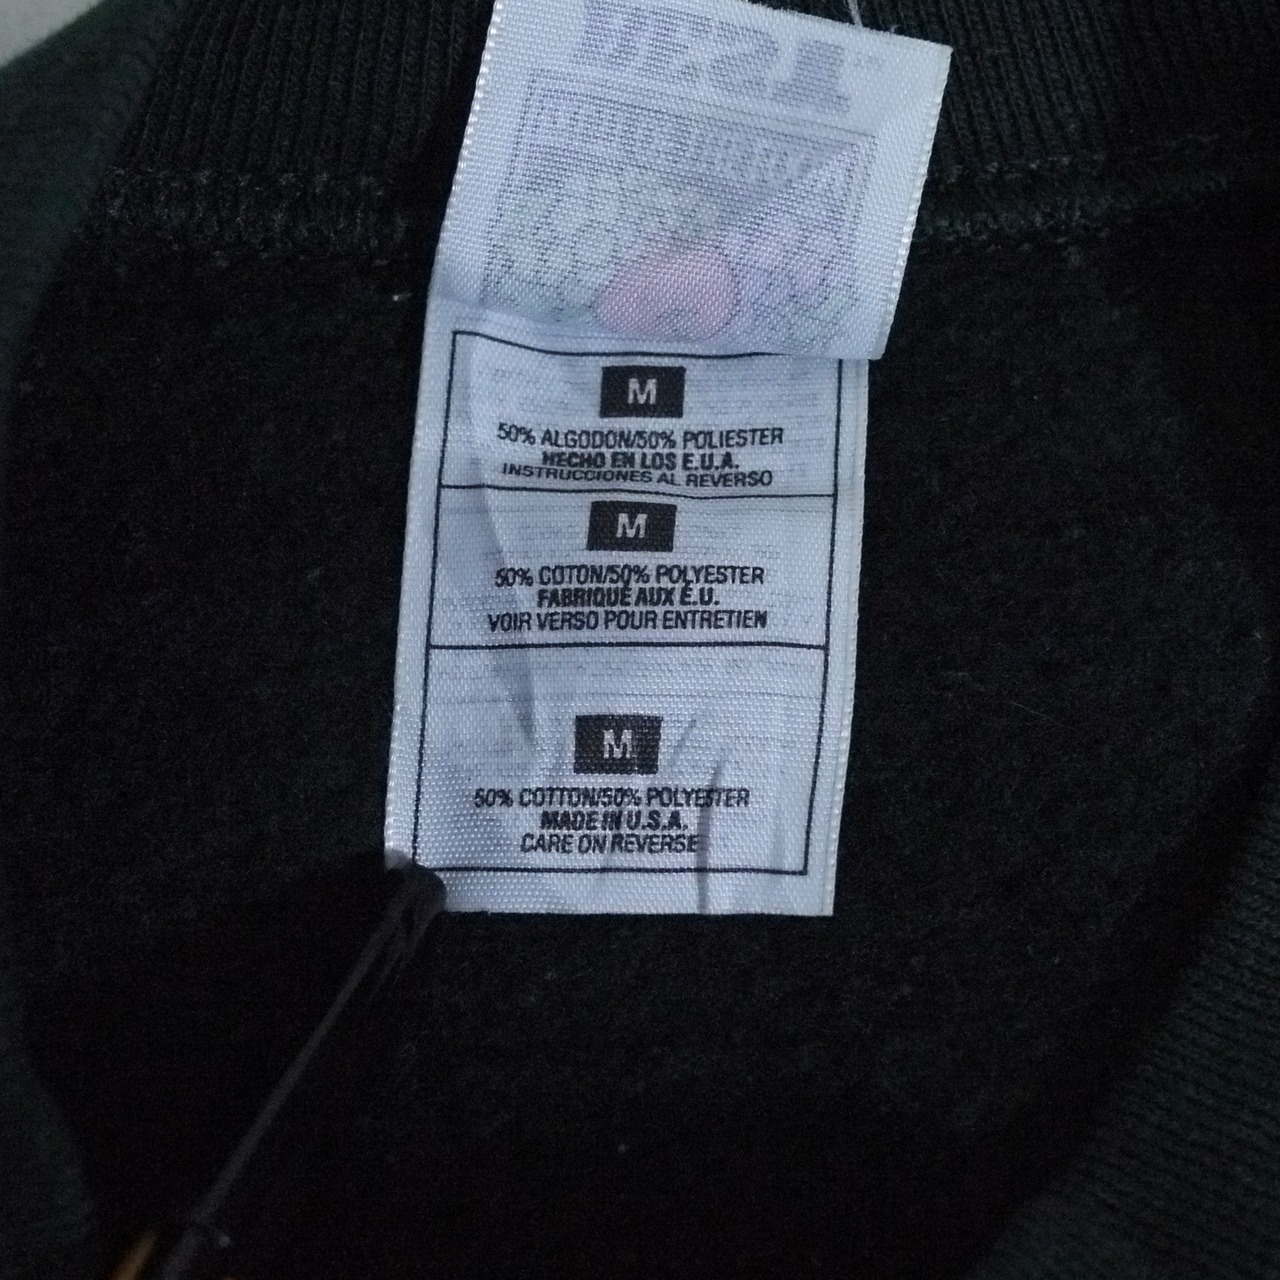 M
50% ALGODON/50% POLIESTER
HECHO EN LOS E.U.A.
INSTRUCCIONES AL REVERSO
M
50% COTON/50% POLYESTER
FABRIQUÉ AUX É.U.
VOIR VERSO POUR ENTRETIEN
M
50% COTTON/50% POLYESTER
MADE IN U.S.A.
CARE ON REVERSE